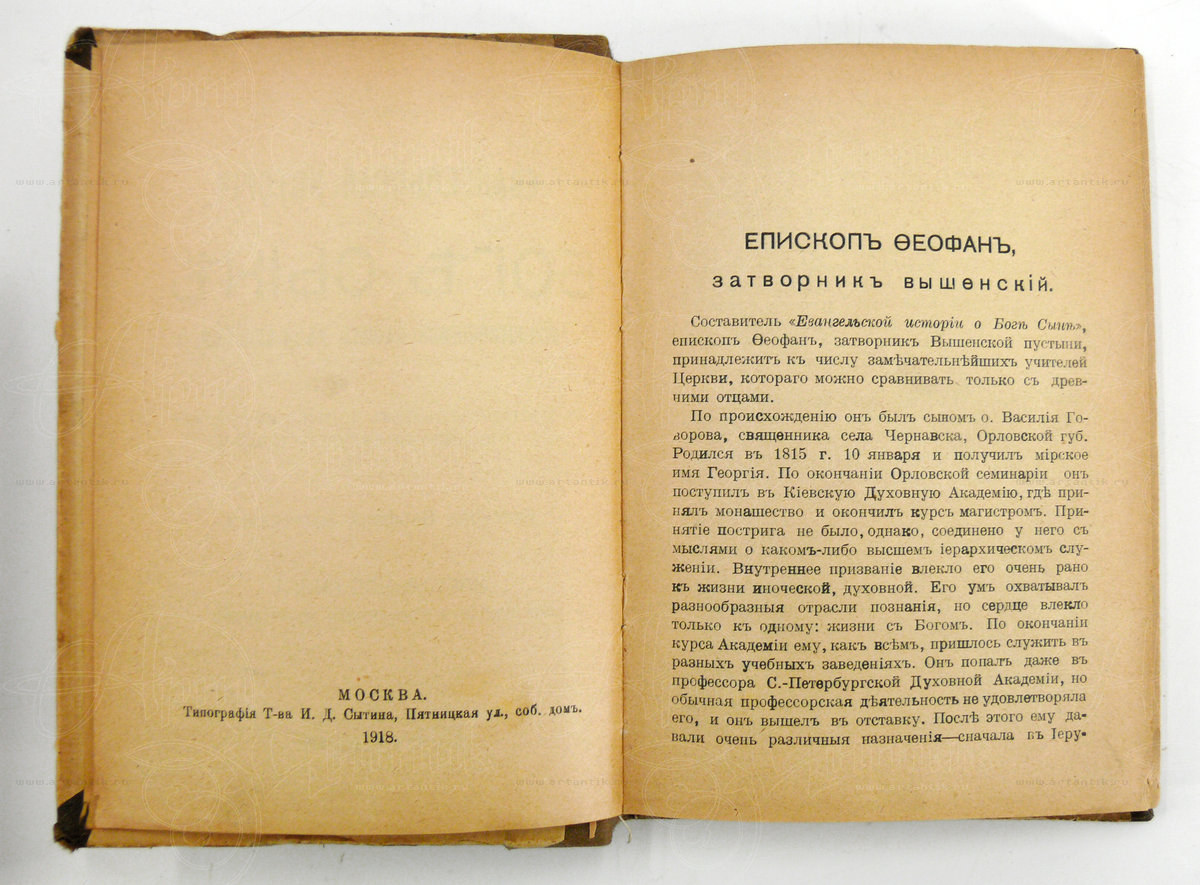 МОСКВА.
Типографія Т-ва И. Д. Сытина, Пятницкая ул., соб. домъ.
1918.
ЕПИСКОПЪ ѲЕОФАНЪ,
затворникъ вышенскій.
Составитель «Евангельской исторіи о Богѣ Сынѣ»,
епископъ Ѳеофанъ, затворникъ Вышенской пустыни,
принадлежитъ къ числу замѣчательнѣйшихъ учителей
Церкви, котораго можно сравнивать только съ древ-
ними отцами.
По происхожденію онъ былъ сыномъ о. Василія Го-
ворова, священника села Чернавска, Орловской губ.
Родился въ 1815 г. 10 января и получилъ мірское
имя Георгія. По окончаніи Орловской семинаріи онъ
поступилъ въ Кіевскую Духовную Академію, гдѣ при-
нялъ монашество и окончилъ курсъ магистромъ. При-
нятіе пострига не было, однако, соединено у него съ
мыслями о какомъ-либо высшемъ іерархическомъ слу-
женіи. Внутреннее призваніе влекло его очень рано
къ жизни иноческой, духовной. Его умъ охватывалъ
разнообразныя отрасли познанія, но сердце влекло
только къ одному: жизни съ Богомъ. По окончаніи
курса Академіи ему, какъ всѣмъ, пришлось служить въ
разныхъ учебныхъ заведеніяхъ. Онъ попалъ даже въ
профессора С.-Петербургской Духовной Академіи, но
обычная профессорская дѣятельность не удовлетворяла
его, и онъ вышелъ въ отставку. Послѣ этого ему да-
вали очень различныя назначенія—сначала въ Іеру-
www.artantik.ru